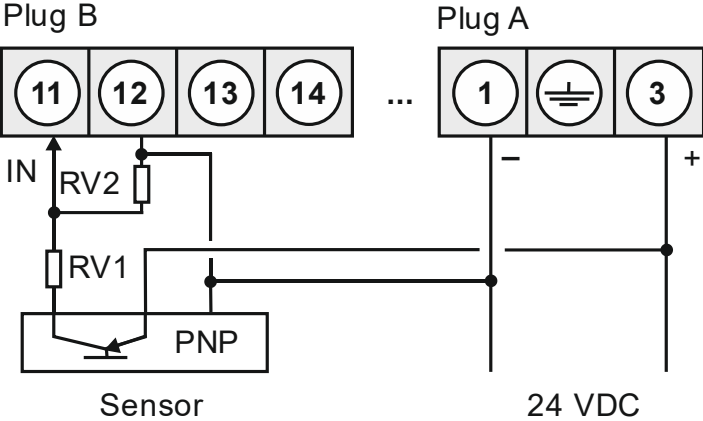 Plug B
Plug A
11 12 13 14 ... 1 3
IN
RV2
– +
RV1
PNP
Sensor
24 VDC